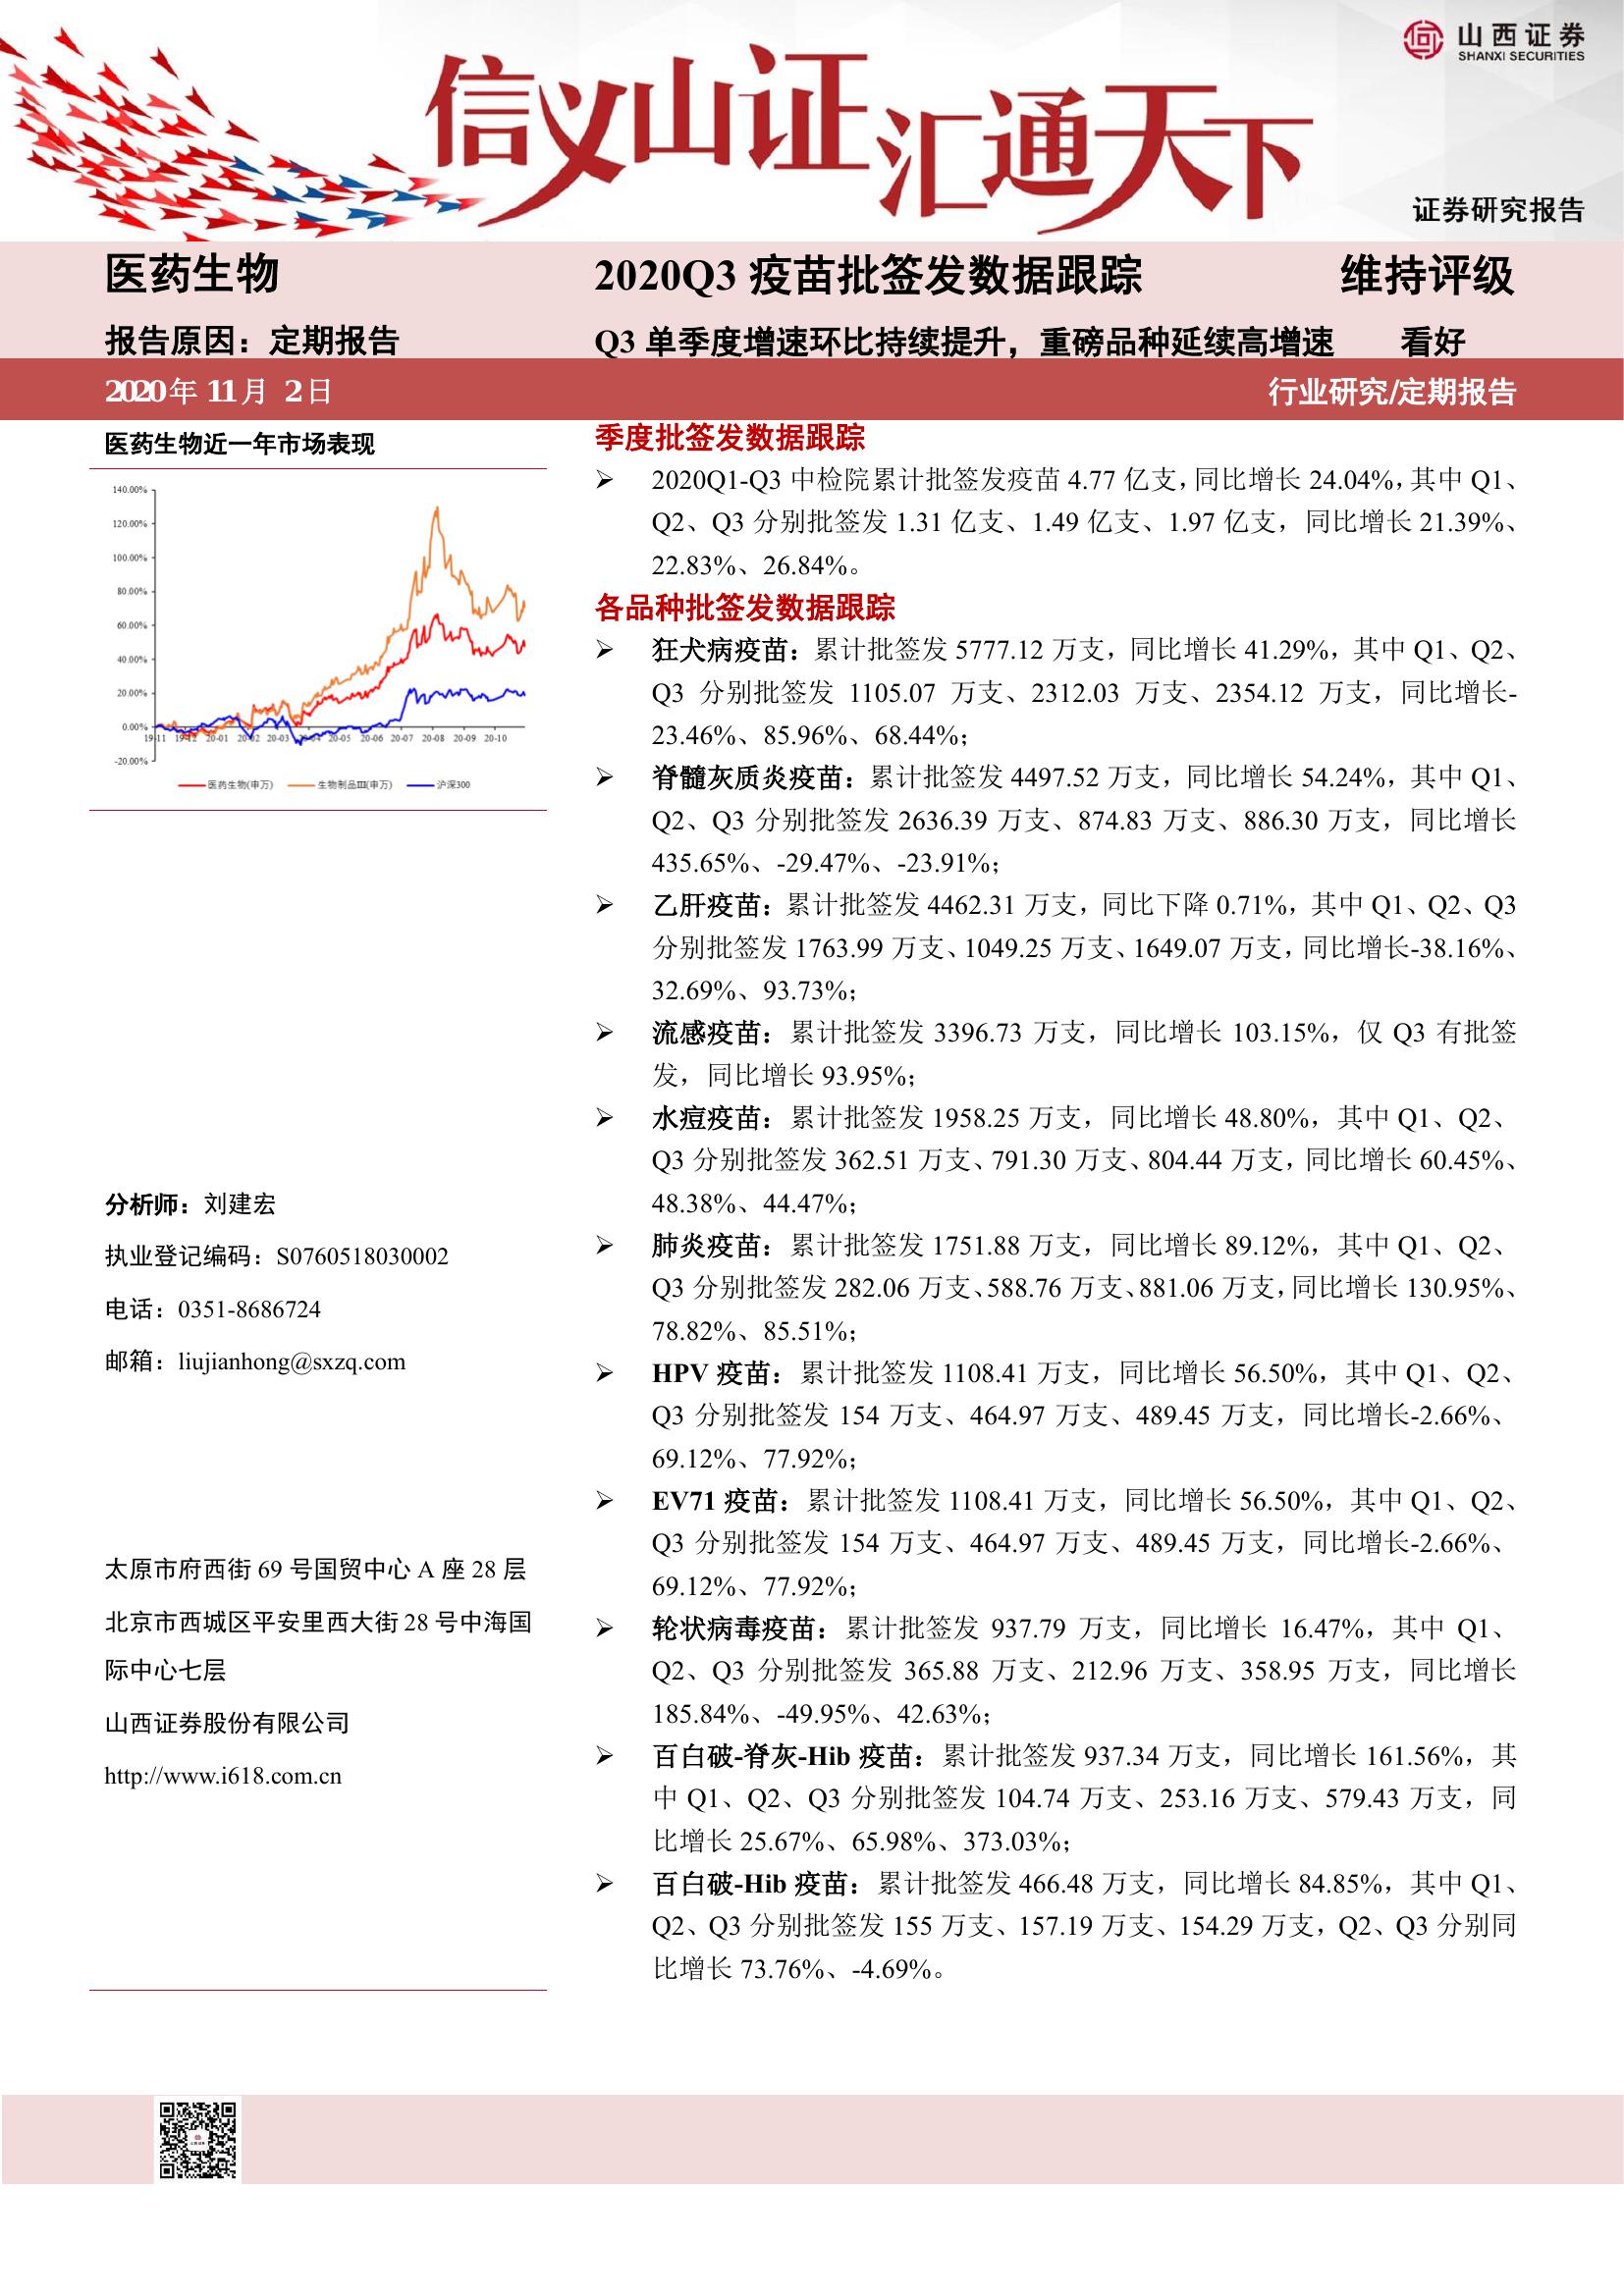 山西证券
SHANXI SECURITIES
信义山证汇通天下
证券研究报告
医药生物
2020Q3 疫苗批签发数据跟踪
维持评级
报告原因：定期报告
Q3 单季度增速环比持续提升，重磅品种延续高增速
看好
2020 年 11 月 2 日
行业研究/定期报告
医药生物近一年市场表现
140.00%
120.00%
100.00%
80.00%
60.00%
40.00%
20.00%
0.00%
-20.00%
19-11 19-12 20-01 20-02 20-03 20-04 20-05 20-06 20-07 20-08 20-09 20-10
医药生物(申万) 生物制品Ⅲ(申万) 沪深300
分析师：刘建宏
执业登记编码：S0760518030002
电话：0351-8686724
邮箱：liujianhong@sxzq.com
太原市府西街 69 号国贸中心 A 座 28 层
北京市西城区平安里西大街 28 号中海国
际中心七层
山西证券股份有限公司
http://www.i618.com.cn
季度批签发数据跟踪
➢ 2020Q1-Q3 中检院累计批签发疫苗 4.77 亿支，同比增长 24.04%，其中 Q1、
Q2、Q3 分别批签发 1.31 亿支、1.49 亿支、1.97 亿支，同比增长 21.39%、
22.83%、26.84%。
各品种批签发数据跟踪
➢ 狂犬病疫苗：累计批签发 5777.12 万支，同比增长 41.29%，其中 Q1、Q2、
Q3 分别批签发 1105.07 万支、2312.03 万支、2354.12 万支，同比增长-
23.46%、85.96%、68.44%；
➢ 脊髓灰质炎疫苗：累计批签发 4497.52 万支，同比增长 54.24%，其中 Q1、
Q2、Q3 分别批签发 2636.39 万支、874.83 万支、886.30 万支，同比增长
435.65%、-29.47%、-23.91%；
➢ 乙肝疫苗：累计批签发 4462.31 万支，同比下降 0.71%，其中 Q1、Q2、Q3
分别批签发 1763.99 万支、1049.25 万支、1649.07 万支，同比增长-38.16%、
32.69%、93.73%；
➢ 流感疫苗：累计批签发 3396.73 万支，同比增长 103.15%，仅 Q3 有批签
发，同比增长 93.95%；
➢ 水痘疫苗：累计批签发 1958.25 万支，同比增长 48.80%，其中 Q1、Q2、
Q3 分别批签发 362.51 万支、791.30 万支、804.44 万支，同比增长 60.45%、
48.38%、44.47%；
➢ 肺炎疫苗：累计批签发 1751.88 万支，同比增长 89.12%，其中 Q1、Q2、
Q3 分别批签发 282.06 万支、588.76 万支、881.06 万支，同比增长 130.95%、
78.82%、85.51%；
➢ HPV 疫苗：累计批签发 1108.41 万支，同比增长 56.50%，其中 Q1、Q2、
Q3 分别批签发 154 万支、464.97 万支、489.45 万支，同比增长-2.66%、
69.12%、77.92%；
➢ EV71 疫苗：累计批签发 1108.41 万支，同比增长 56.50%，其中 Q1、Q2、
Q3 分别批签发 154 万支、464.97 万支、489.45 万支，同比增长-2.66%、
69.12%、77.92%；
➢ 轮状病毒疫苗：累计批签发 937.79 万支，同比增长 16.47%，其中 Q1、
Q2、Q3 分别批签发 365.88 万支、212.96 万支、358.95 万支，同比增长
185.84%、-49.95%、42.63%；
➢ 百白破-脊灰-Hib 疫苗：累计批签发 937.34 万支，同比增长 161.56%，其
中 Q1、Q2、Q3 分别批签发 104.74 万支、253.16 万支、579.43 万支，同
比增长 25.67%、65.98%、373.03%；
➢ 百白破-Hib 疫苗：累计批签发 466.48 万支，同比增长 84.85%，其中 Q1、
Q2、Q3 分别批签发 155 万支、157.19 万支、154.29 万支，Q2、Q3 分别同
比增长 73.76%、-4.69%。